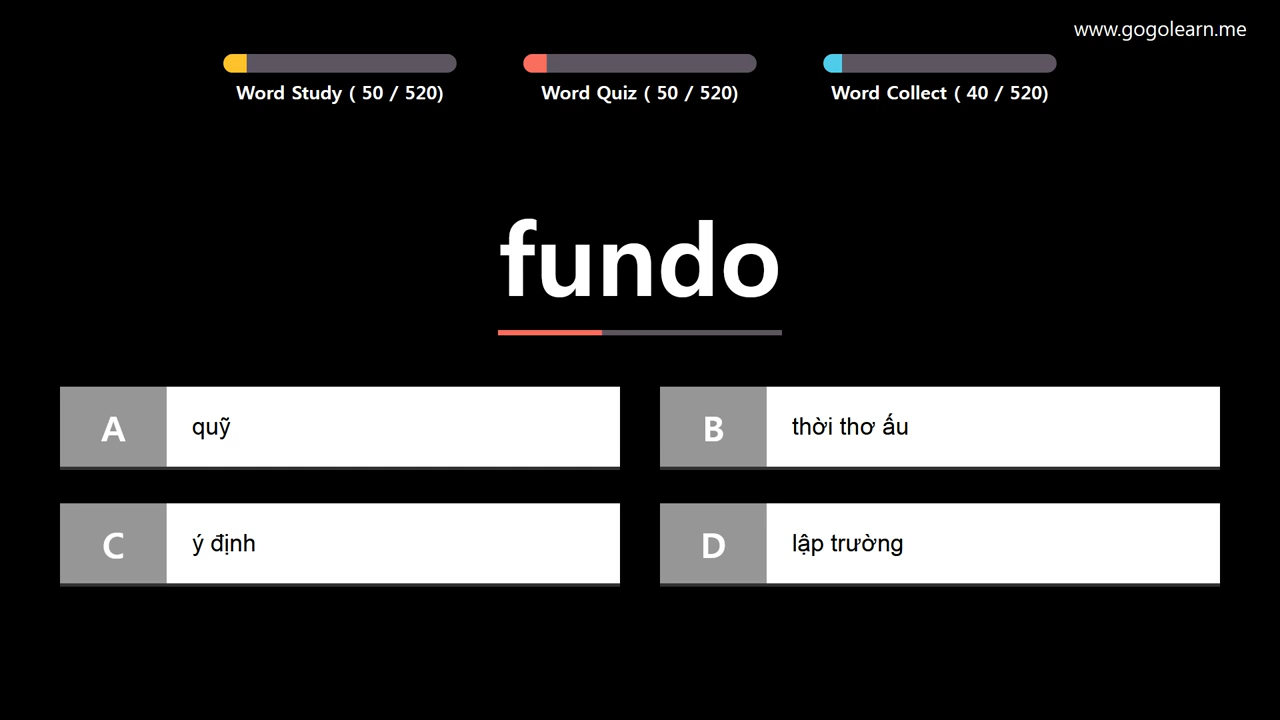 www.gogolearn.me
Word Study ( 50 / 520)
Word Quiz ( 50 / 520)
Word Collect ( 40 / 520)
fundo
A
quỹ
B
thời thơ ấu
C
ý định
D
lập trường